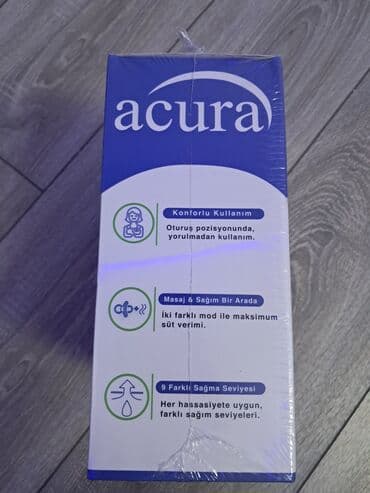 acura
Konforlu Kullanım
Oturuş pozisyonunda,
yorulmadan kullanım.
Masaj & Sağım Bir Arada
İki farklı mod ile maksimum
süt verimi.
9 Farklı Sağma Seviyesi
Her hassasiyete uygun,
farklı sağım seviyeleri.